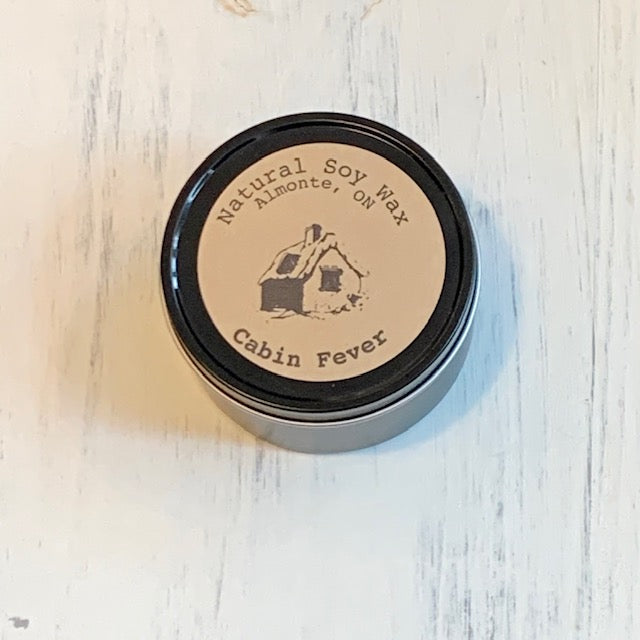 Natural Soy Wax
Almonte, ON
Cabin Fever